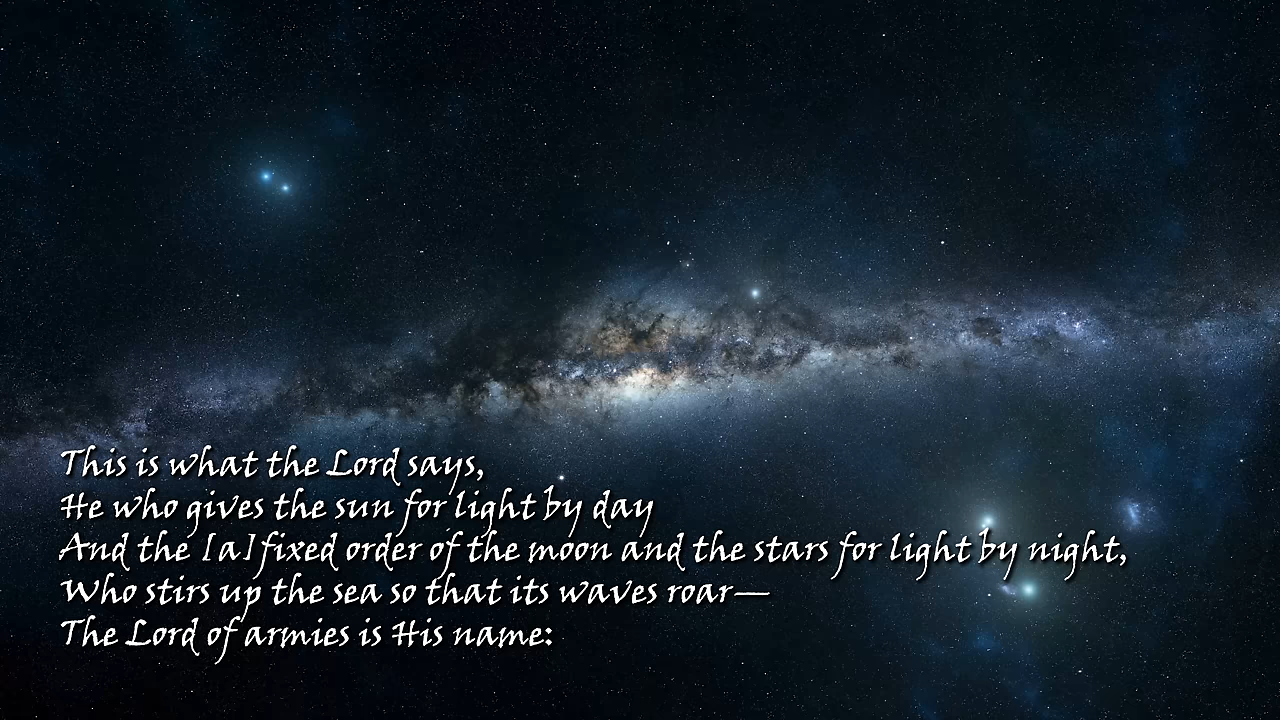 This is what the Lord says,
He who gives the sun for light by day
And the [a]fixed order of the moon and the stars for light by night,
Who stirs up the sea so that its waves roar—
The Lord of armies is His name: